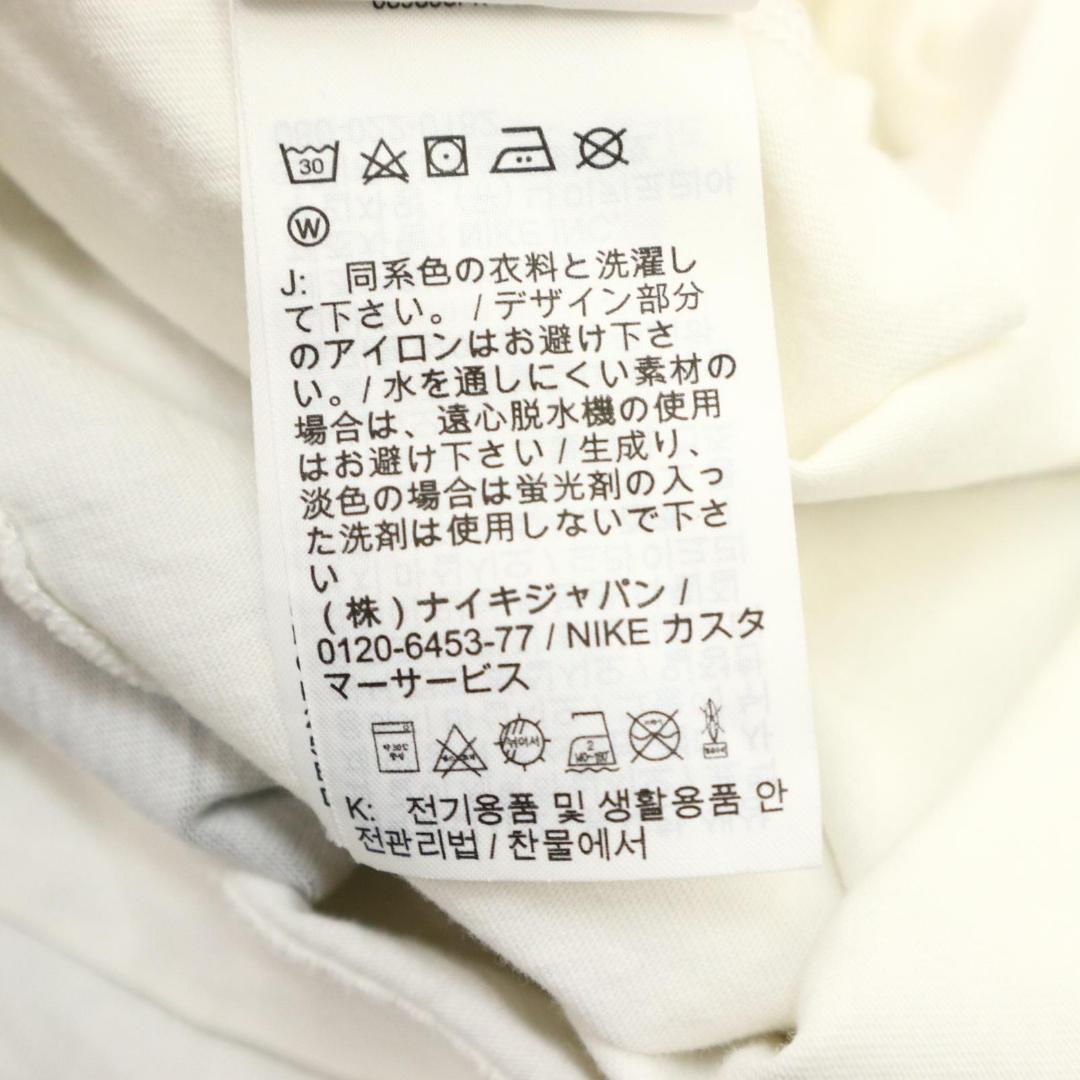 30
W
J: 同系色の衣料と洗濯し
て下さい。 / デザイン部分
のアイロンはお避け下さ
い。/ 水を通しにくい素材の
場合は、遠心脱水機の使用
はお避け下さい / 生成り、
淡色の場合は蛍光剤の入っ
た洗剤は使用しないで下さ
い
(株) ナイキジャパン /
0120-6453-77 / NIKE カスタ
マーサービス
K: 전기용품 및 생활용품 안
전관리법 / 찬물에서